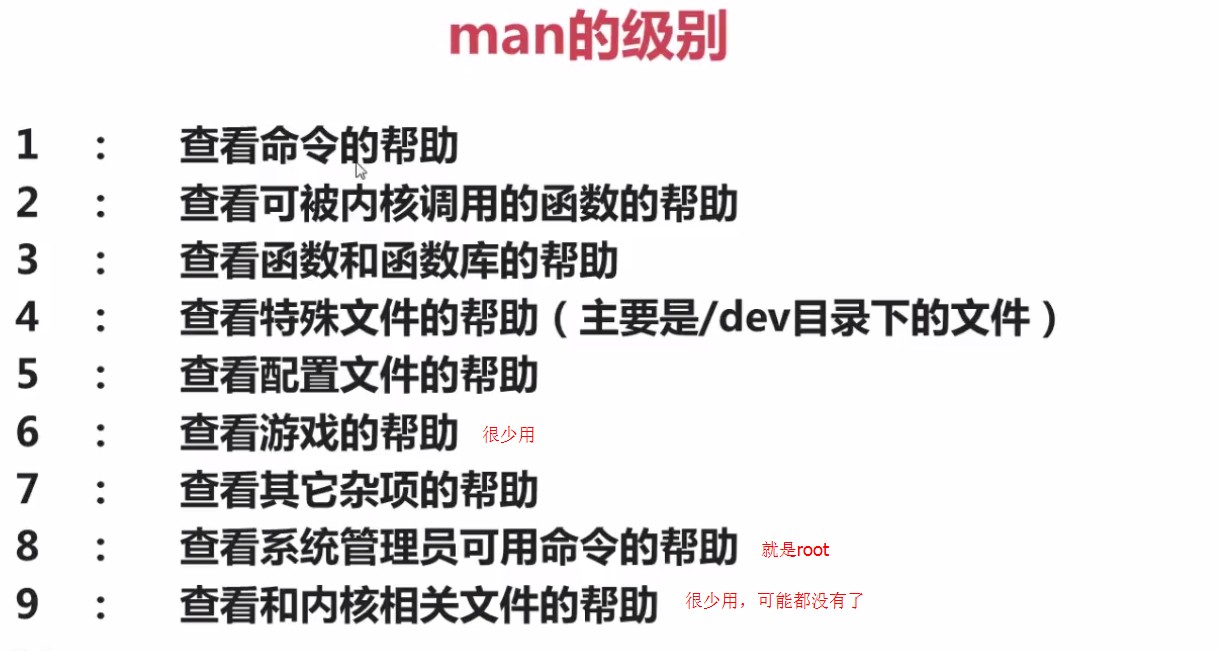 man的级别
1 ： 查看命令的帮助
2 ： 查看可被内核调用的函数的帮助
3 ： 查看函数和函数库的帮助
4 ： 查看特殊文件的帮助（主要是/dev目录下的文件）
5 ： 查看配置文件的帮助
6 ： 查看游戏的帮助 很少用
7 ： 查看其它杂项的帮助
8 ： 查看系统管理员可用命令的帮助 就是root
9 ： 查看和内核相关文件的帮助 很少用，可能都没有了